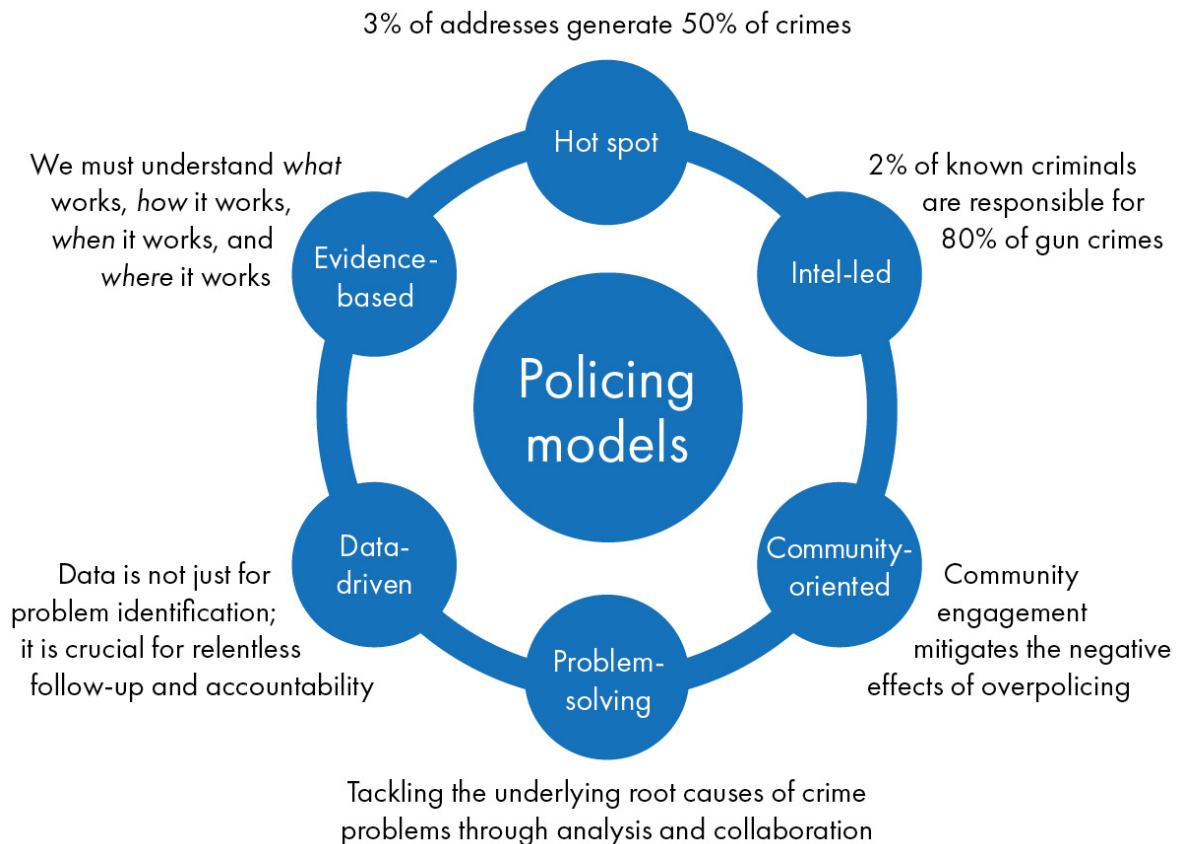 3% of addresses generate 50% of crimes
Hot spot
2% of known criminals
are responsible for
80% of gun crimes
Intel-led
We must understand what
works, how it works,
when it works, and
where it works
Evidence-
based
Policing
models
Community-
oriented
Community
engagement
mitigates the negative
effects of overpolicing
Data-
driven
Data is not just for
problem identification;
it is crucial for relentless
follow-up and accountability
Problem-
solving
Tackling the underlying root causes of crime
problems through analysis and collaboration